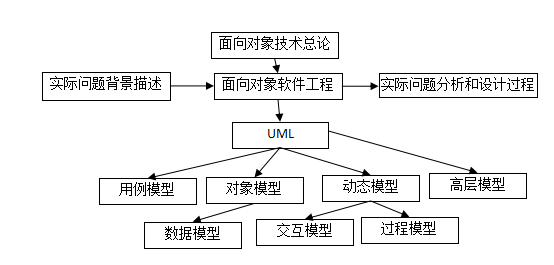 面向对象技术总论
实际问题背景描述
面向对象软件工程
实际问题分析和设计过程
UML
用例模型
对象模型
动态模型
高层模型
数据模型
交互模型
过程模型